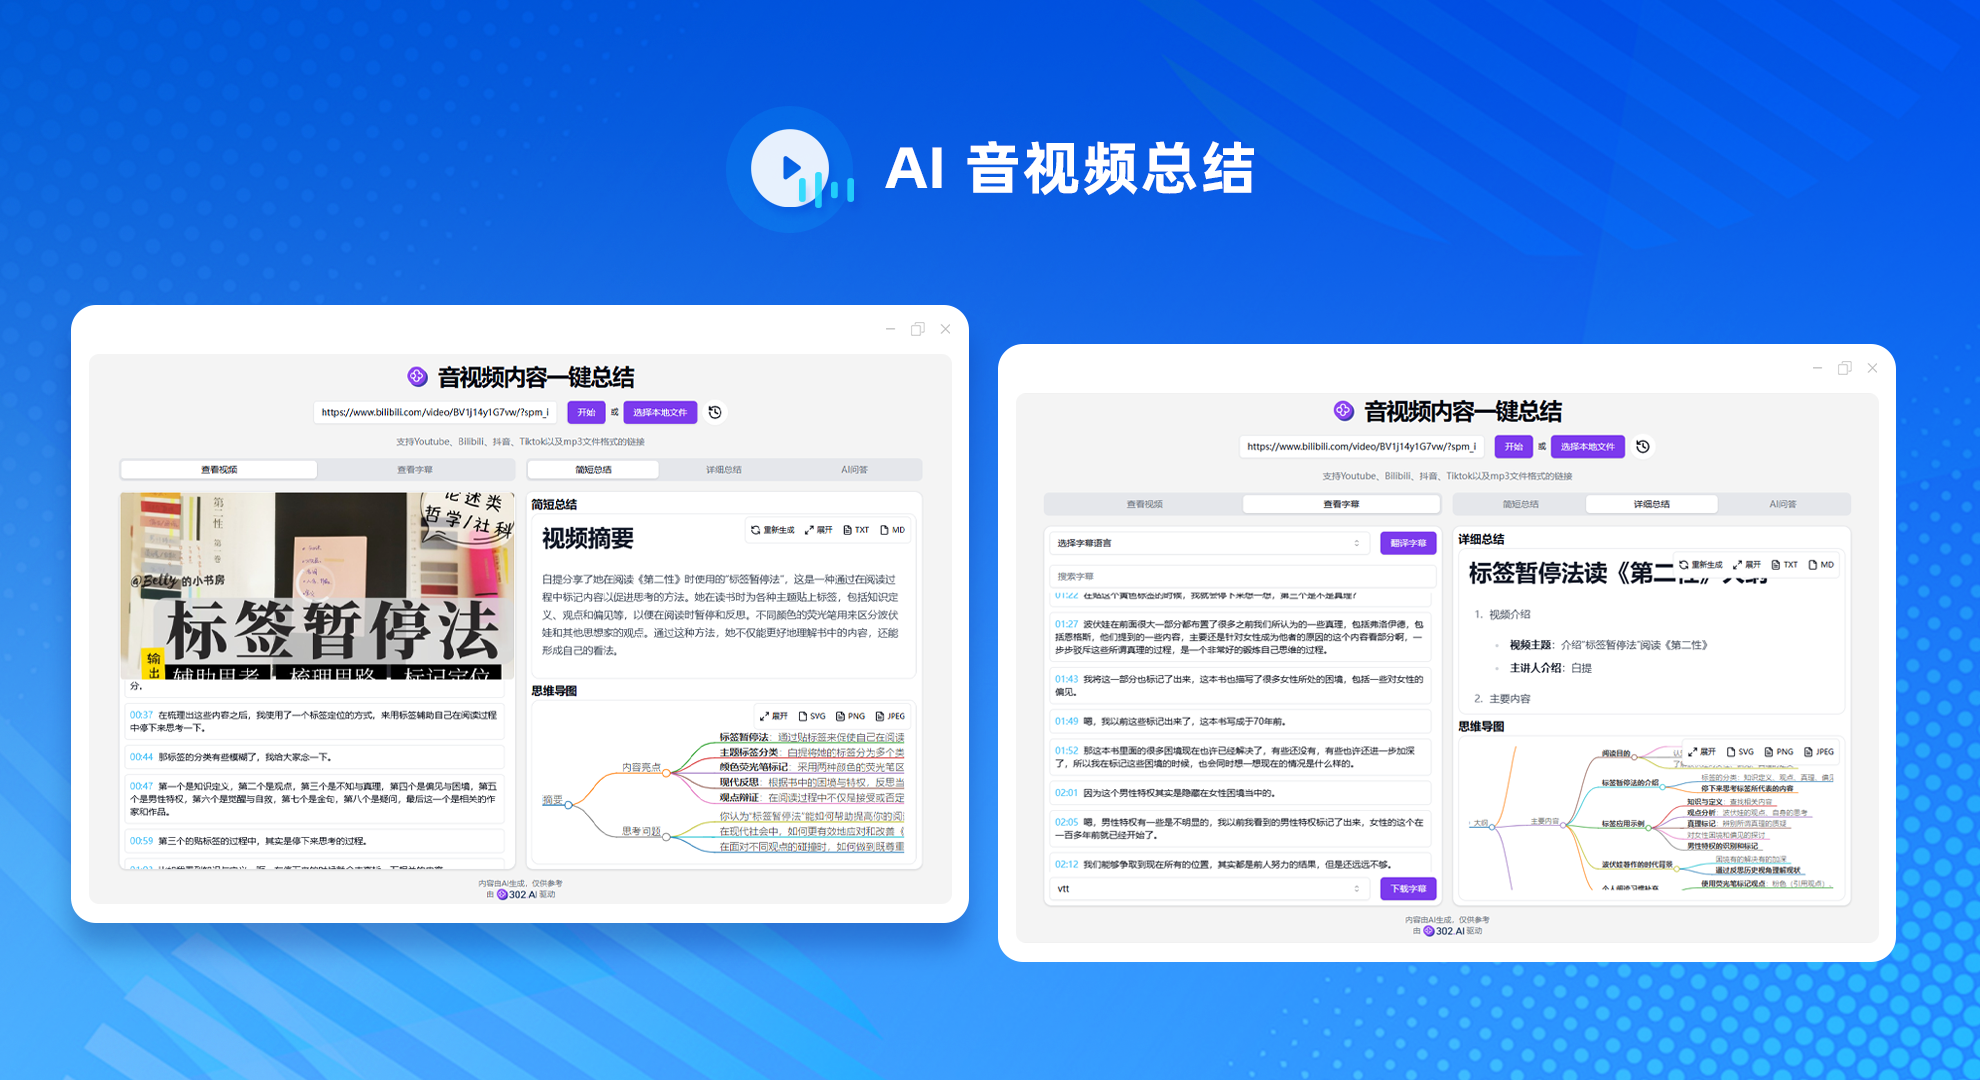 AI 音视频总结
音视频内容一键总结
https://www.bilibili.com/video/BV1j14y1G7vw/?spm_i
开始
或
选择本地文件
支持Youtube、Bilibili、抖音、Tiktok以及mp3文件格式的链接
查看视频
查看字幕
第二性 第一卷
论述类
哲学/社科
@Betty 的小书房
标签暂停法
输出
辅助思考
梳理思路
标记定位
分。
00:37 在梳理出这些内容之后，我使用了一个标签定位的方式，来用标签辅助自己在阅读过程
中停下来思考一下。
00:44 那标签的分类有些模糊了，我给大家念一下。
00:47 第一个是知识定义，第二个是观点，第三个是不知与真理，第四个是偏见与困境，第五
个是男性特权，第六个是觉醒与自救，第七个是金句，第八个是疑问，最后这一个是相关的作
家和作品。
00:59 第三个的贴标签的过程中，其实是停下来思考的过程。
简短总结
详细总结
AI问答
简短总结
视频摘要
重新生成
展开
TXT
MD
白提分享了她在阅读《第二性》时使用的“标签暂停法”，这是一种通过在阅读过
程中标记内容以促进思考的方法。她在读书时为各种主题贴上标签，包括知识定
义、观点和偏见等，以便在阅读时暂停和反思。不同颜色的荧光笔用来区分波伏
娃和其他思想家的观点。通过这种方法，她不仅能更好地理解书中的内容，还能
形成自己的看法。
思维导图
展开
SVG
PNG
JPEG
摘要
内容亮点
标签暂停法：通过贴标签来促使自己在阅读
主题标签分类：白提将她的标签分为多个类
颜色荧光笔标记：采用两种颜色的荧光笔区
现代反思：根据书中的困境与特权，反思当
观点辩证：在阅读过程中不仅是接受或否定
思考问题
你认为“标签暂停法”能如何帮助提高你的阅
在现代社会中，如何更有效地应对和改善《
在面对不同观点的碰撞时，如何做到既尊重
内容由AI生成，仅供参考
由 302.AI 驱动
音视频内容一键总结
https://www.bilibili.com/video/BV1j14y1G7vw/?spm_i
开始
或
选择本地文件
支持Youtube、Bilibili、抖音、Tiktok以及mp3文件格式的链接
查看视频
查看字幕
选择字幕语言
翻译字幕
搜索字幕
01:22 在贴这个黄色标签的时候，我就会停下来想一想，第三个是不是真理？
01:27 波伏娃在前面很大一部分都布置了很多之前我们所认为的一些真理，包括弗洛伊德，包
括恩格斯，他们提到的一些内容，主要还是针对女性成为他者的原因的这个内容看部分啊，一
步步驳斥这些所谓真理的过程，是一个非常好的锻炼自己思维的过程。
01:43 我将这一部分也标记了出来，这本书也描写了很多女性所处的困境，包括一些对女性的
偏见。
01:49 嗯，我以前这些标记出来了，这本书写成于70年前。
01:52 那这本书里面的很多困境现在也许已经解决了，有些还没有，有些也许还进一步加深
了，所以我在标记这些困境的时候，也会同时想一想现在的情况是什么样的。
02:01 因为这个男性特权其实是隐藏在女性困境当中的。
02:05 嗯，男性特权有一些是不明显的，我以前我看到的男性特权标记了出来，女性的这个在
一百多年前就已经开始了。
02:12 我们能够争取到现在所有的位置，其实都是前人努力的结果，但是还远远不够。
vtt
下载字幕
简短总结
详细总结
AI问答
详细总结
标签暂停法读《第二性》大纲
重新生成
展开
TXT
MD
1. 视频介绍
视频主题：介绍“标签暂停法”阅读《第二性》
主讲人介绍：白提
2. 主要内容
思维导图
展开
SVG
PNG
JPEG
大纲
主要内容
阅读目的
标签暂停法的介绍
标签的分类：知识定义、观点、真理、偏见
停下来思考标签所代表的内容
标签应用示例
知识与定义：查找相关内容
观点分析：波伏娃的观点、自身的思考
真理标记：辨别所谓真理的质疑
对女性困境和偏见的探讨
男性特权的识别和标记
波伏娃著作的时代背景
困境有的解决有的加深
通过反思历史视角理解现状
个人阅读习惯补充
使用荧光笔标记观点：粉色（引用观点）、
内容由AI生成，仅供参考
由 302.AI 驱动